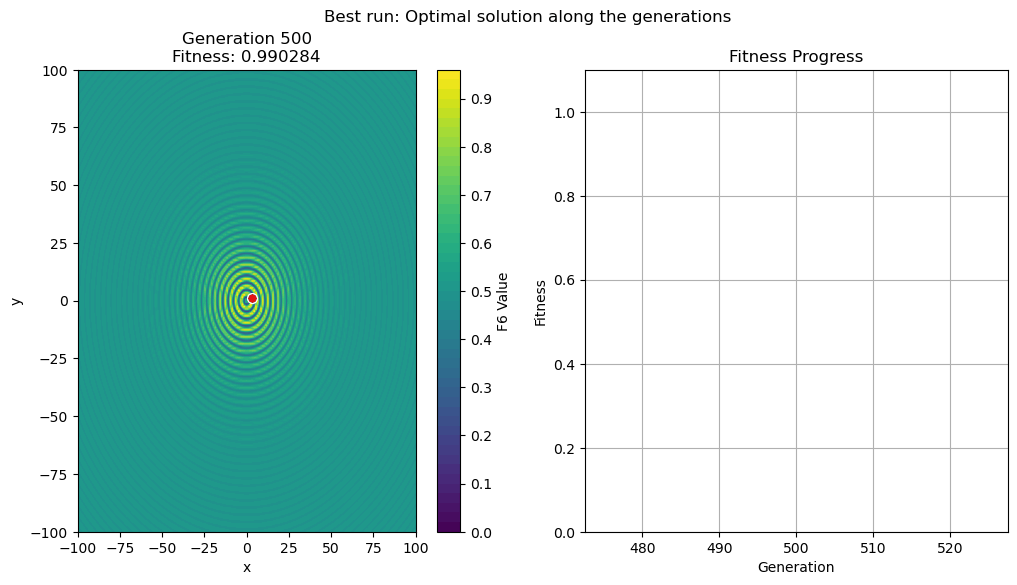 Best run: Optimal solution along the generations
Generation 500
Fitness: 0.990284
100
75
50
25
0
−25
−50
−75
−100
y
−100 −75 −50 −25 0 25 50 75 100
x
0.9
0.8
0.7
0.6
0.5
0.4
0.3
0.2
0.1
0.0
F6 Value
Fitness Progress
1.0
0.8
0.6
0.4
0.2
0.0
Fitness
480 490 500 510 520
Generation